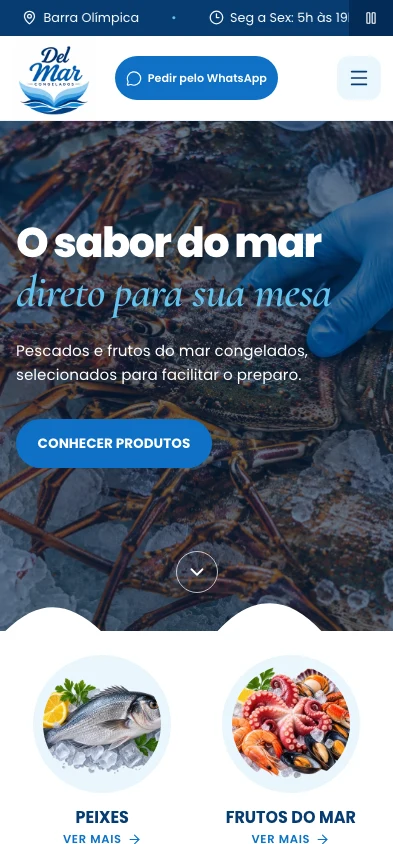 Barra Olímpica • Seg a Sex: 5h às 19
Del
Mar
CONGELADOS
Pedir pelo WhatsApp
O sabor do mar
direto para sua mesa
Pescados e frutos do mar congelados,
selecionados para facilitar o preparo.
CONHECER PRODUTOS
PEIXES
VER MAIS →
FRUTOS DO MAR
VER MAIS →